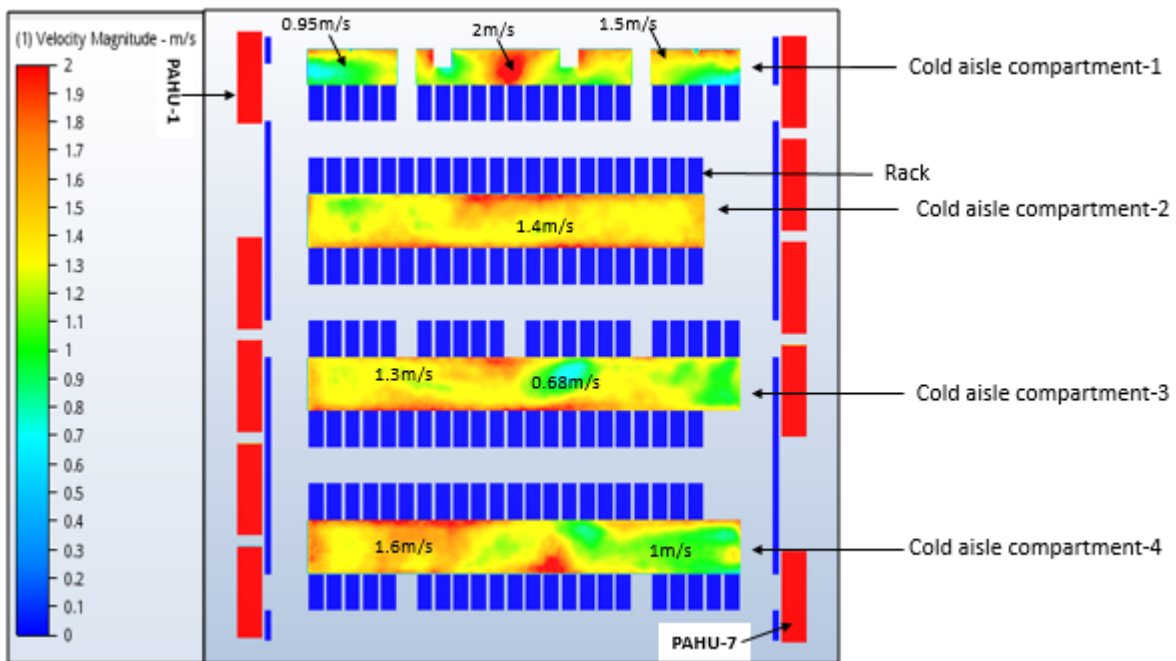 (1) Velocity Magnitude - m/s
2
1.9
1.8
1.7
1.6
1.5
1.4
1.3
1.2
1.1
1
0.9
0.8
0.7
0.6
0.5
0.4
0.3
0.2
0.1
0
PAHU-1
0.95m/s
2m/s
1.5m/s
Cold aisle compartment-1
Rack
Cold aisle compartment-2
1.4m/s
1.3m/s
0.68m/s
Cold aisle compartment-3
1.6m/s
1m/s
Cold aisle compartment-4
PAHU-7